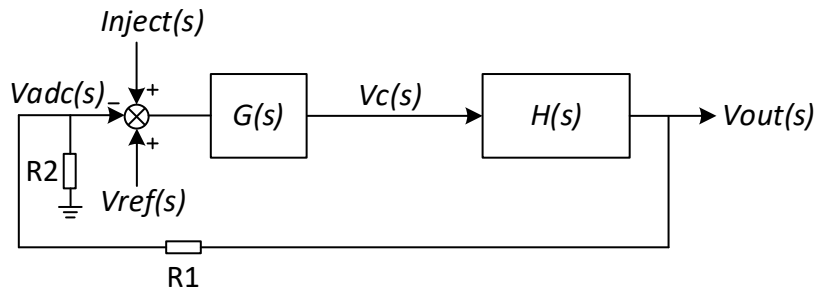 Inject(s)
Vadc(s)
−
+
G(s)
Vc(s)
H(s)
Vout(s)
+
R2
Vref(s)
R1